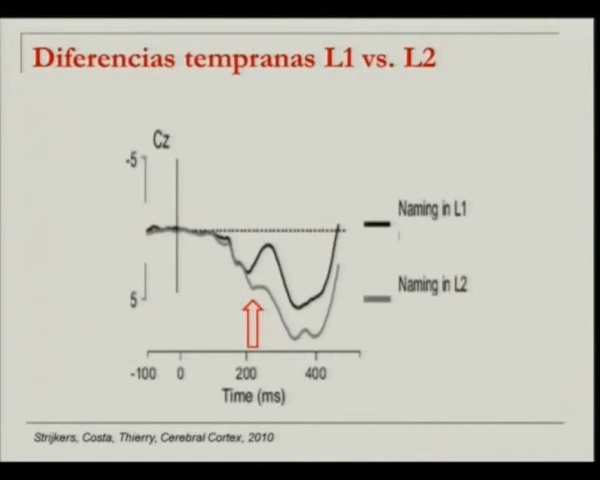 Diferencias tempranas L1 vs. L2
Cz
-5
5
Naming in L1
Naming in L2
-100 0 200 400
Time (ms)
Strijkers, Costa, Thierry, Cerebral Cortex, 2010